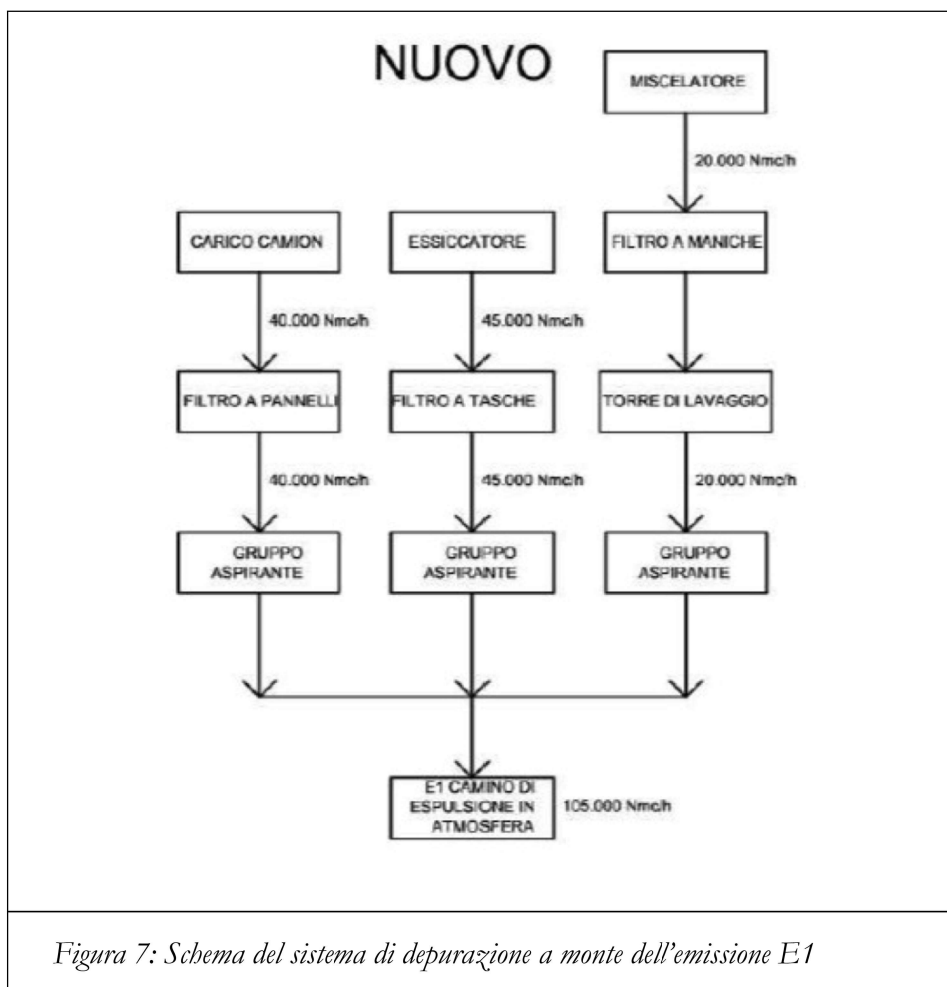 NUOVO
MISCELATORE
20.000 Nmc/h
CARICO CAMION
ESSICCATORE
FILTRO A MANICHE
40.000 Nmc/h
45.000 Nmc/h
FILTRO A PANNELLI
FILTRO A TASCHE
TORRE DI LAVAGGIO
40.000 Nmc/h
45.000 Nmc/h
20.000 Nmc/h
GRUPPO
ASPIRANTE
GRUPPO
ASPIRANTE
GRUPPO
ASPIRANTE
E1 CAMINO DI
ESPULSIONE IN
ATMOSFERA
105.000 Nmc/h
Figura 7: Schema del sistema di depurazione a monte dell'emissione E1